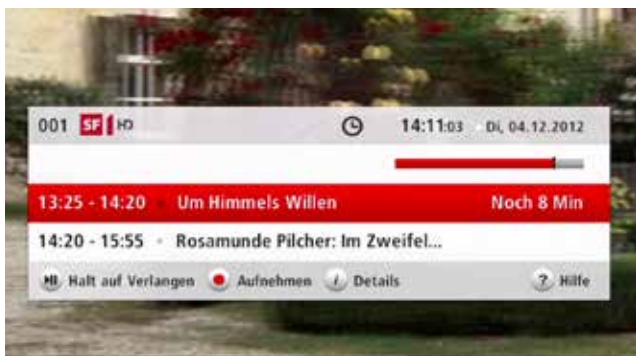 001 SF 1 HD 14:11:03 Di, 04.12.2012
13:25 - 14:20 • Um Himmels Willen Noch 8 Min
14:20 - 15:55 • Rosamunde Pilcher: Im Zweifel...
Halt auf Verlangen Aufnehmen i Details ? Hilfe